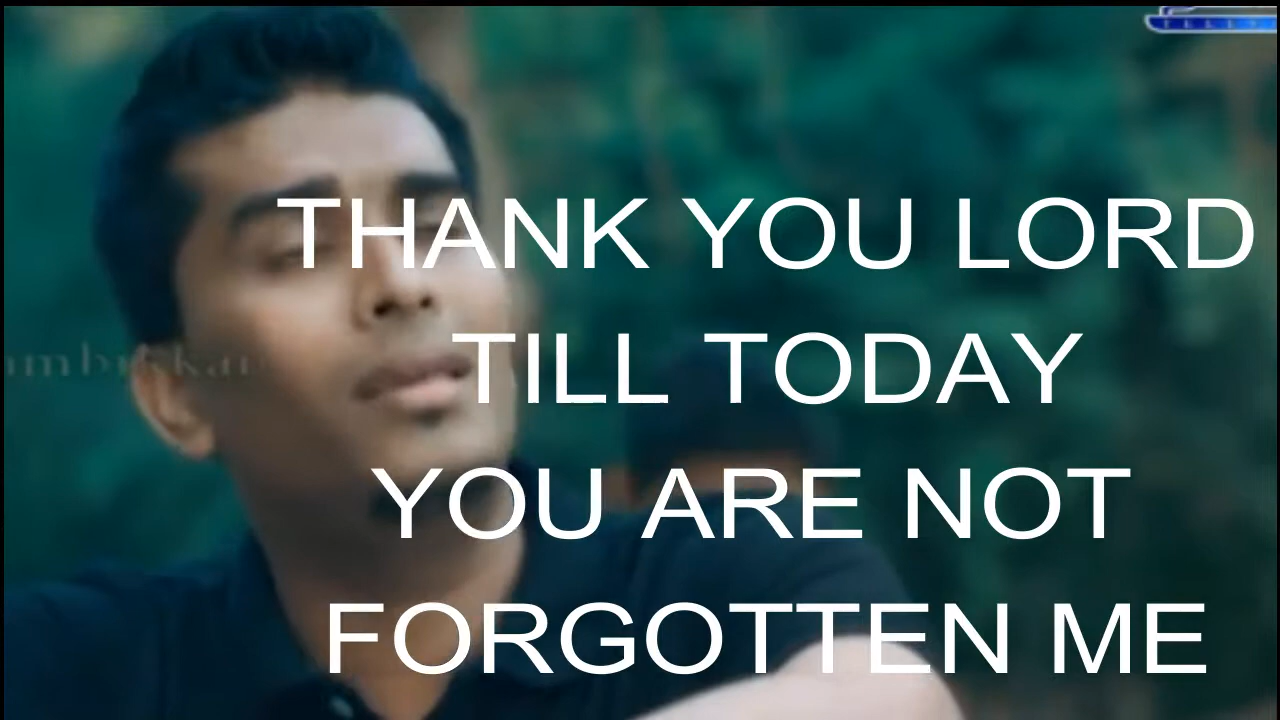 THANK YOU LORD
TILL TODAY
YOU ARE NOT
FORGOTTEN ME